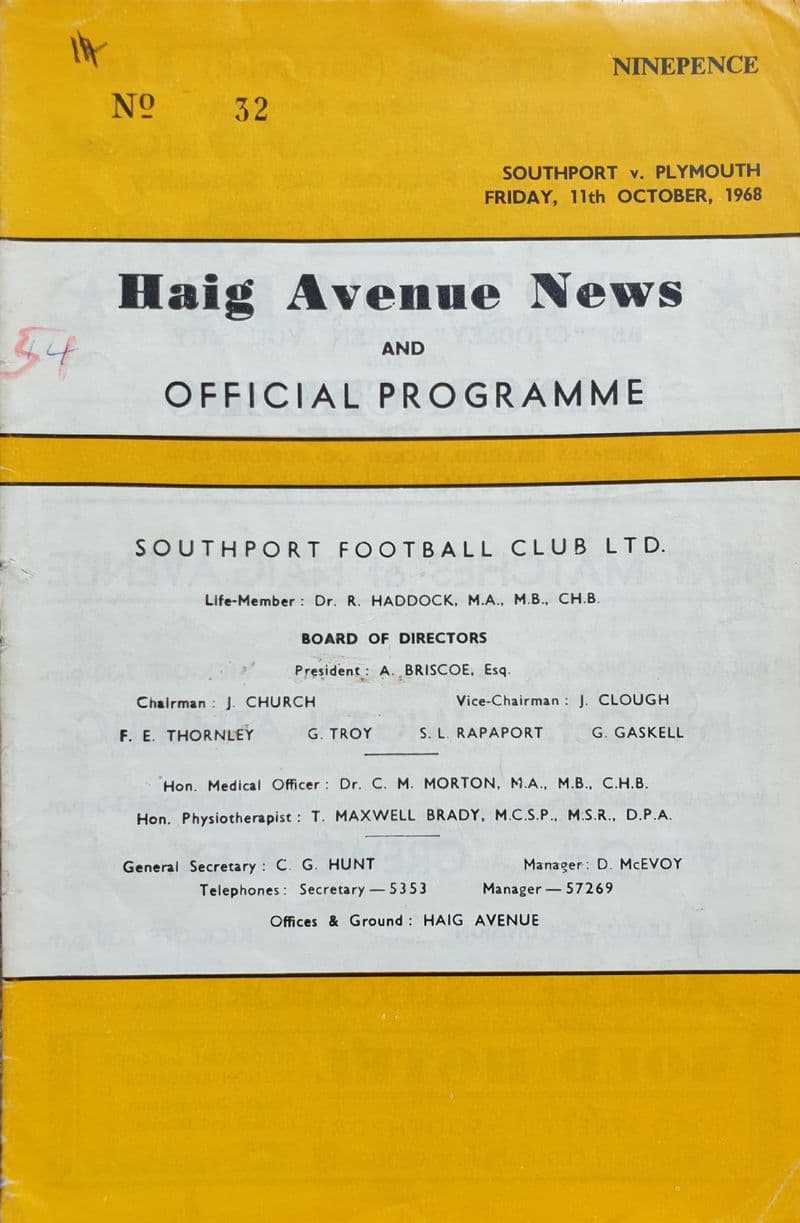 NINEPENCE
Nº 32
SOUTHPORT v. PLYMOUTH
FRIDAY, 11th OCTOBER, 1968
Haig Avenue News
AND
OFFICIAL PROGRAMME
54
SOUTHPORT FOOTBALL CLUB LTD.
Life-Member : Dr. R. HADDOCK, M.A., M.B., CH.B.
BOARD OF DIRECTORS
President : A. BRISCOE, Esq.
Chairman : J. CHURCH Vice-Chairman : J. CLOUGH
F. E. THORNLEY G. TROY S. L. RAPAPORT G. GASKELL
Hon. Medical Officer : Dr. C. M. MORTON, M.A., M.B., C.H.B.
Hon. Physiotherapist : T. MAXWELL BRADY, M.C.S.P., M.S.R., D.P.A.
General Secretary : C. G. HUNT Manager : D. McEVOY
Telephones : Secretary — 5353 Manager — 57269
Offices & Ground : HAIG AVENUE